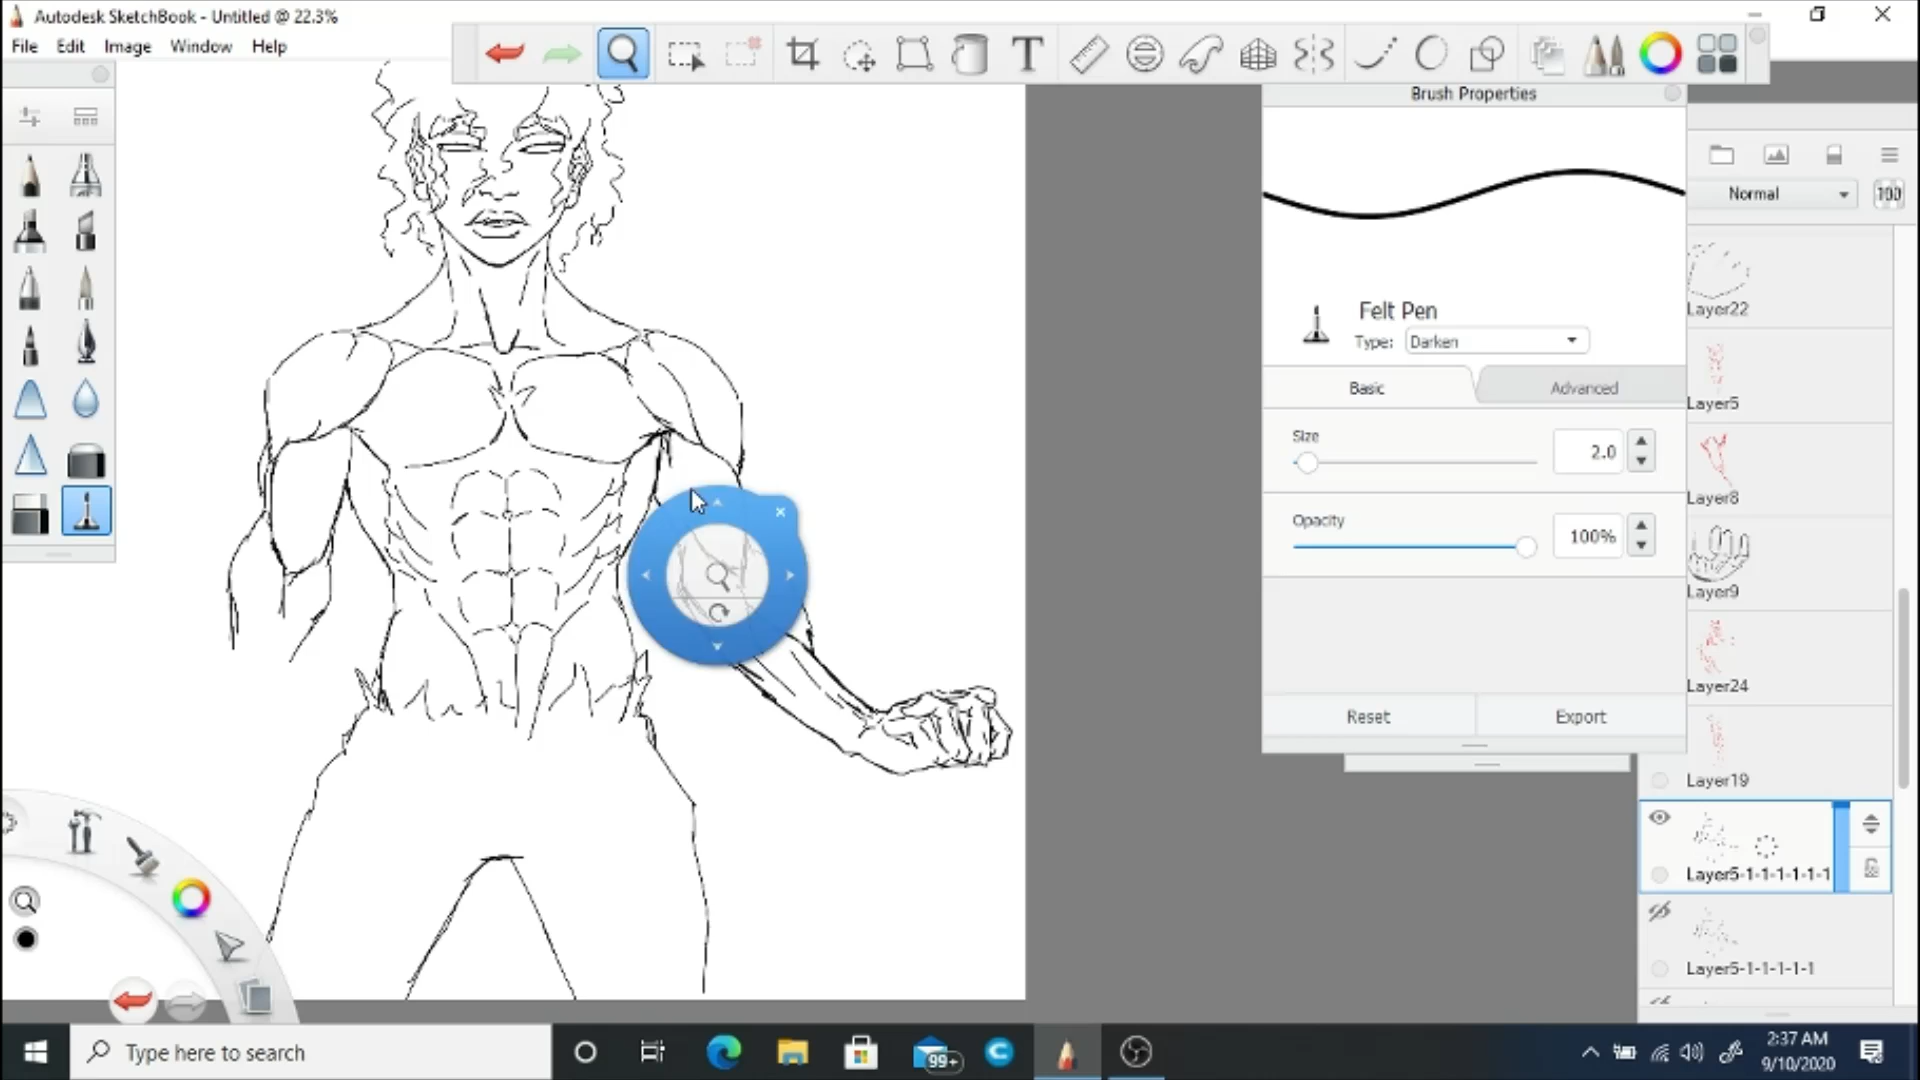 Autodesk SketchBook - Untitled @ 22.3%
File Edit Image Window Help
T
Brush Properties
Normal 100
Felt Pen
Type: Darken
Basic Advanced
Size
2.0
Opacity
100%
Reset Export
Layer22
Layer5
Layer8
Layer9
Layer24
Layer19
Layer5-1-1-1-1-1-1
Layer5-1-1-1-1-1
Type here to search
99+
2:37 AM
9/10/2020